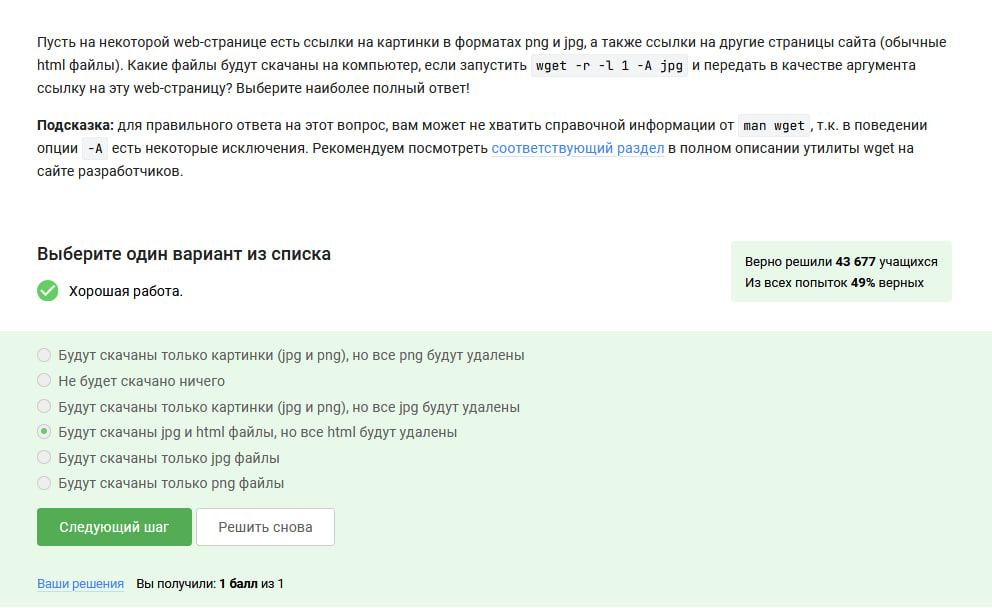 Пусть на некоторой web-странице есть ссылки на картинки в форматах png и jpg, а также ссылки на другие страницы сайта (обычные
html файлы). Какие файлы будут скачаны на компьютер, если запустить wget -r -l 1 -A jpg и передать в качестве аргумента
ссылку на эту web-страницу? Выберите наиболее полный ответ!
Подсказка: для правильного ответа на этот вопрос, вам может не хватить справочной информации от man wget, т.к. в поведении
опции -A есть некоторые исключения. Рекомендуем посмотреть соответствующий раздел в полном описании утилиты wget на
сайте разработчиков.
Выберите один вариант из списка
Хорошая работа.
Верно решили 43 677 учащихся
Из всех попыток 49% верных
Будут скачаны только картинки (jpg и png), но все png будут удалены
Не будет скачано ничего
Будут скачаны только картинки (jpg и png), но все jpg будут удалены
Будут скачаны jpg и html файлы, но все html будут удалены
Будут скачаны только jpg файлы
Будут скачаны только png файлы
Следующий шаг Решить снова
Ваши решения Вы получили: 1 балл из 1